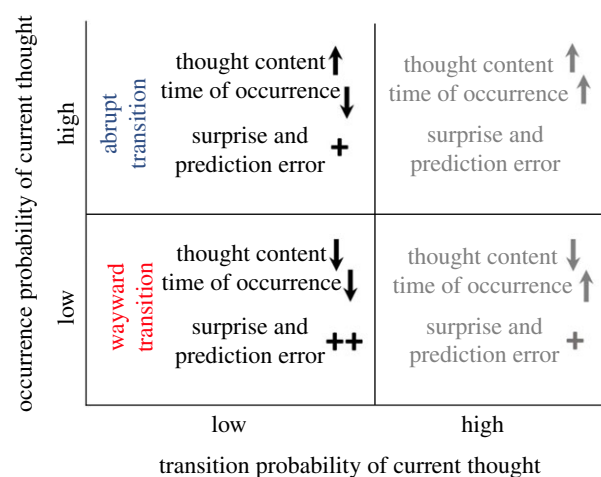 occurrence probability of current thought
high
abrupt
transition
thought content ↑
time of occurrence ↓
surprise and
prediction error +
thought content ↑
time of occurrence ↑
surprise and
prediction error
low
wayward
transition
thought content ↓
time of occurrence ↓
surprise and
prediction error ++
thought content ↓
time of occurrence ↑
surprise and
prediction error +
low
high
transition probability of current thought